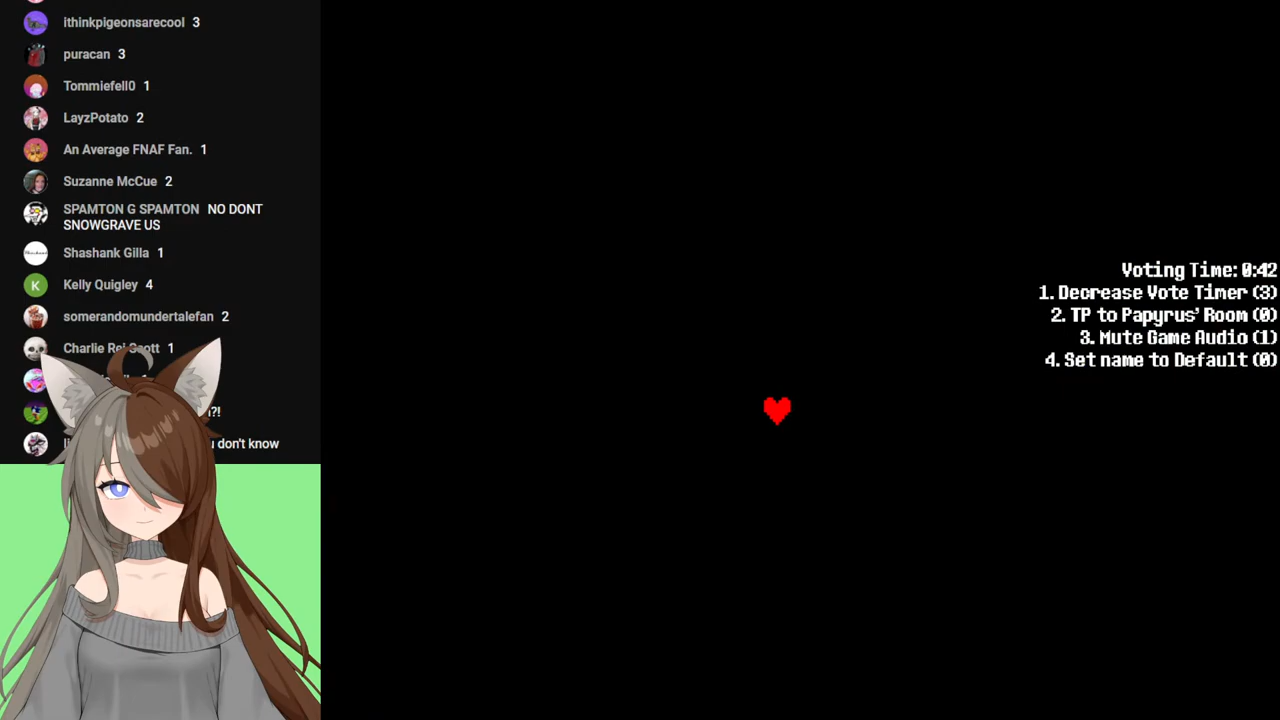 ithinkpigeonsarecool 3
puracan 3
Tommiefell0 1
LayzPotato 2
An Average FNAF Fan. 1
Suzanne McCue 2
SPAMTON G SPAMTON NO DONT
SNOWGRAVE US
Shashank Gilla 1
Kelly Quigley 4
K
somerandomundertalefan 2
Charlie Rei Scott 1
?!
don't know
Voting Time: 0:42
1. Decrease Vote Timer (3)
2. TP to Papyrus' Room (0)
3. Mute Game Audio (1)
4. Set name to Default (0)